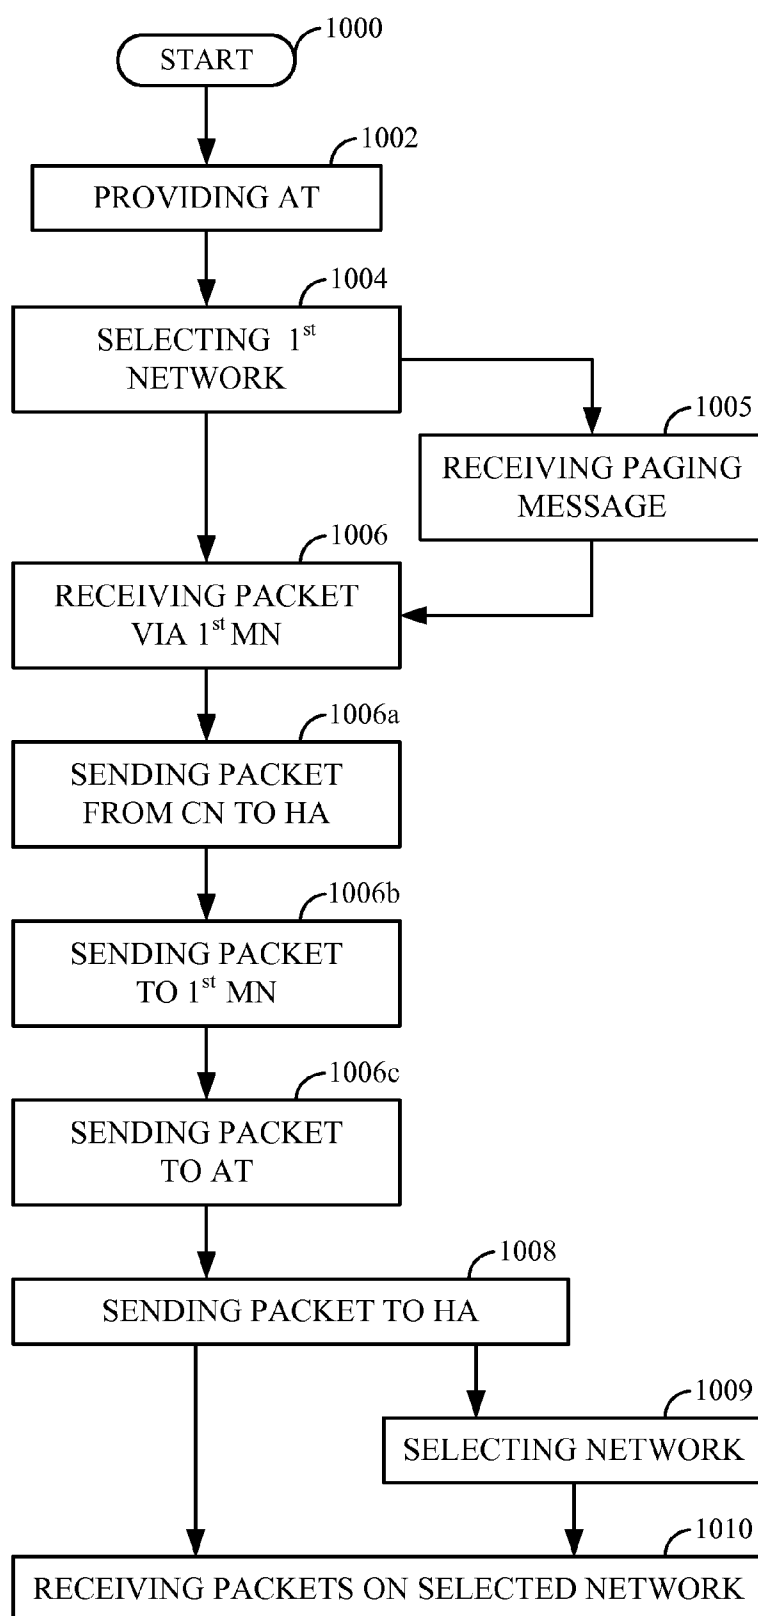 1000
START
1002
PROVIDING AT
1004
SELECTING 1st
NETWORK
1005
RECEIVING PAGING
MESSAGE
1006
RECEIVING PACKET
VIA 1st MN
1006a
SENDING PACKET
FROM CN TO HA
1006b
SENDING PACKET
TO 1st MN
1006c
SENDING PACKET
TO AT
1008
SENDING PACKET TO HA
1009
SELECTING NETWORK
1010
RECEIVING PACKETS ON SELECTED NETWORK